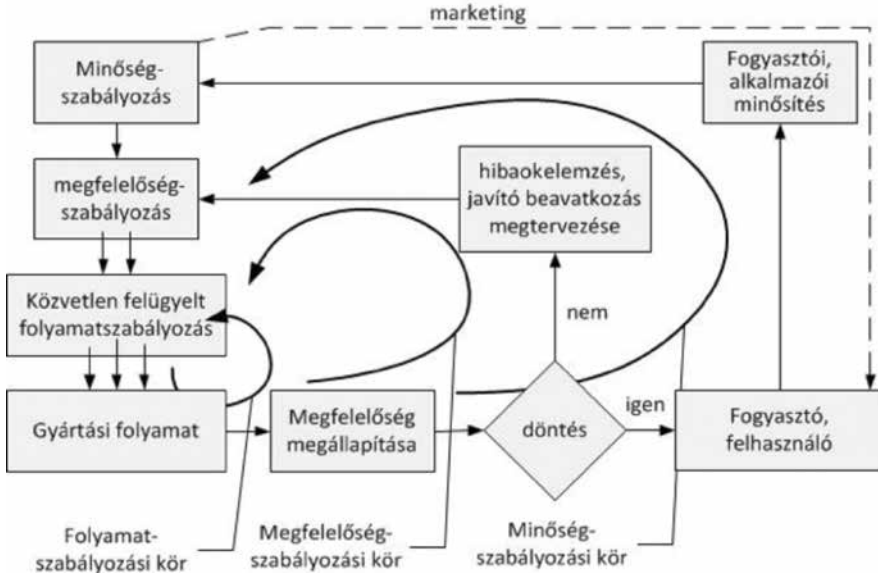 marketing
Minőség-
szabályozás
Fogyasztói,
alkalmazói
minősítés
megfelelőség-
szabályozás
hibaokelemzés,
javító beavatkozás
megtervezése
Közvetlen felügyelt
folyamatszabályozás
nem
Gyártási folyamat
Megfelelőség
megállapítása
döntés
igen
Fogyasztó,
felhasználó
Folyamat-
szabályozási kör
Megfelelőség-
szabályozási kör
Minőség-
szabályozási kör